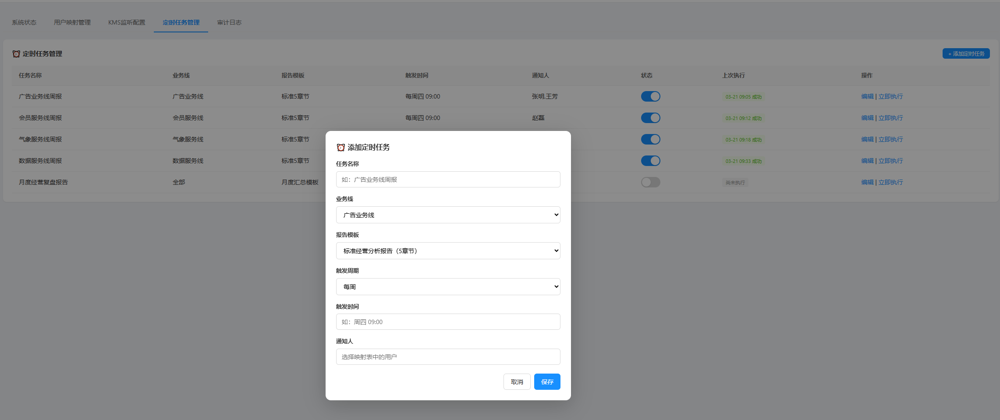 系统状态 用户映射管理 KMS监听配置 定时任务管理 审计日志
定时任务管理 + 添加定时任务
任务名称 业务线 报告模板 触发时间 通知人 状态 上次执行 操作
广告业务线周报 广告业务线 标准5章节 每周四 09:00 张明,王芳 03-21 09:05 成功 编辑 | 立即执行
会员服务线周报 会员服务线 标准5章节 每周四 09:00 赵磊 03-21 09:12 成功 编辑 | 立即执行
气象服务线周报 气象服务线 标准5章节 03-21 09:18 成功 编辑 | 立即执行
数据服务线周报 数据服务线 标准5章节 03-21 09:33 成功 编辑 | 立即执行
月度经营复盘报告 全部 月度汇总模板 尚未执行 编辑 | 立即执行
添加定时任务
任务名称
如：广告业务线周报
业务线
广告业务线
报告模板
标准经营分析报告（5章节）
触发周期
每周
触发时间
如：周四 09:00
通知人
选择映射表中的用户
取消 保存